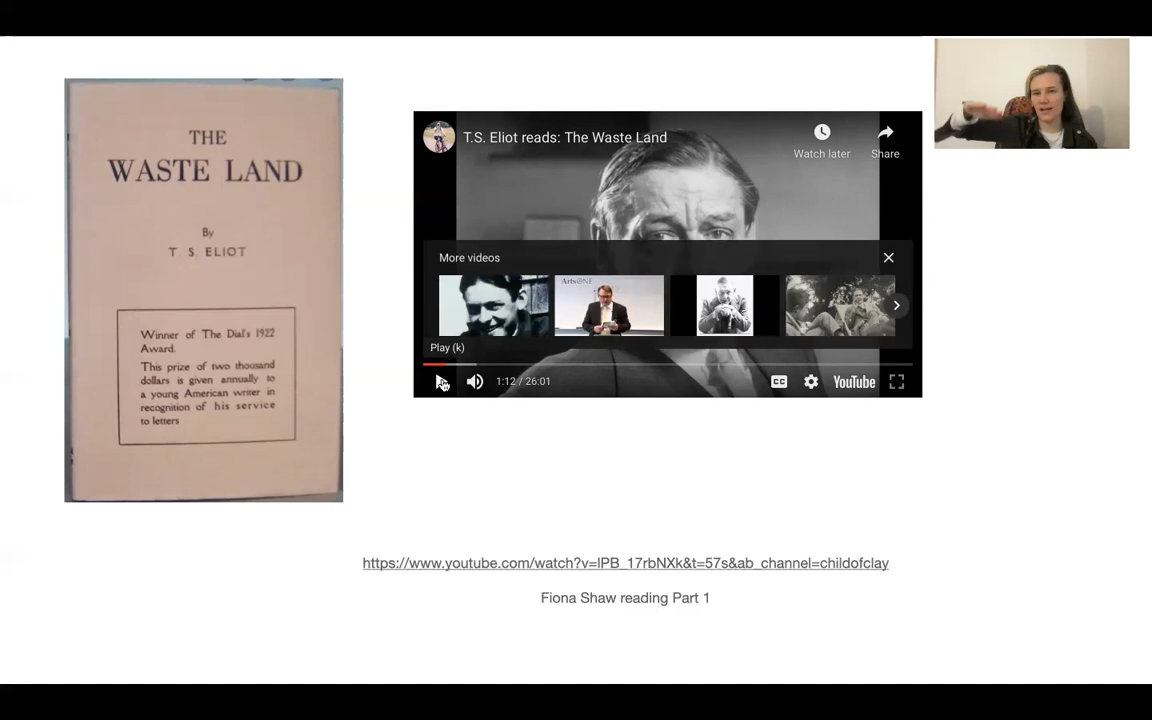 THE
WASTE LAND
By
T. S. ELIOT
Winner of The Dial's 1922
Award.
This prize of two thousand
dollars is given annually to
a young American writer in
recognition of his service
to letters
T.S. Eliot reads: The Waste Land
Watch later
Share
More videos
Arts@NF
Play (k)
1:12 / 26:01
CC
YouTube
https://www.youtube.com/watch?v=lPB_17rbNXk&t=57s&ab_channel=childofclay
Fiona Shaw reading Part 1